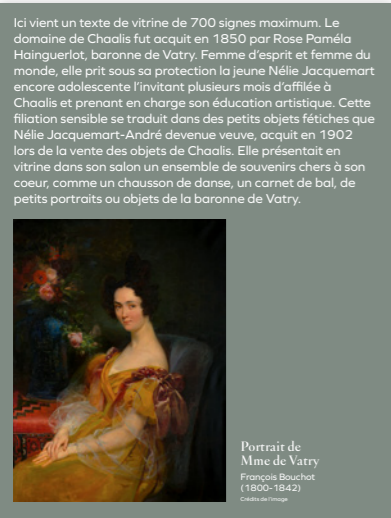 Ici vient un texte de vitrine de 700 signes maximum. Le
domaine de Chaalis fut acquit en 1850 par Rose Paméla
Hainguerlot, baronne de Vatry. Femme d'esprit et femme du
monde, elle prit sous sa protection la jeune Nélie Jacquemart
encore adolescente l'invitant plusieurs mois d'affilée à
Chaalis et prenant en charge son éducation artistique. Cette
filiation sensible se traduit dans des petits objets fétiches que
Nélie Jacquemart-André devenue veuve, acquit en 1902
lors de la vente des objets de Chaalis. Elle présentait en
vitrine dans son salon un ensemble de souvenirs chers à son
coeur, comme un chausson de danse, un carnet de bal, de
petits portraits ou objets de la baronne de Vatry.
Portrait de
Mme de Vatry
François Bouchot
(1800-1842)
Crédits de l'image